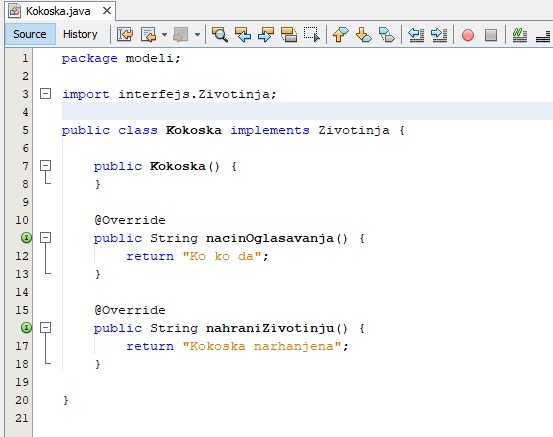 Kokoska.java
Source History
1 package modeli;
2
3 import interfejs.Zivotinja;
4
5 public class Kokoska implements Zivotinja {
6
7 public Kokoska() {
8 }
9
10 @Override
public String nacinOglasavanja() {
12 return "Ko ko da";
13 }
14
15 @Override
public String nahraniZivotinju() {
17 return "Kokoska narhanjena";
18 }
19
20 }
21